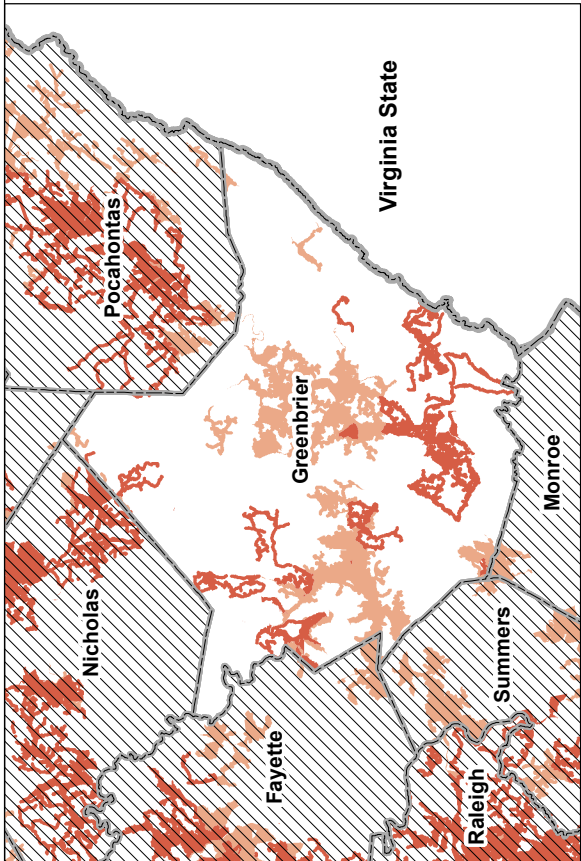 Pocahontas
Virginia State
Nicholas
Greenbrier
Monroe
Fayette
Summers
Raleigh